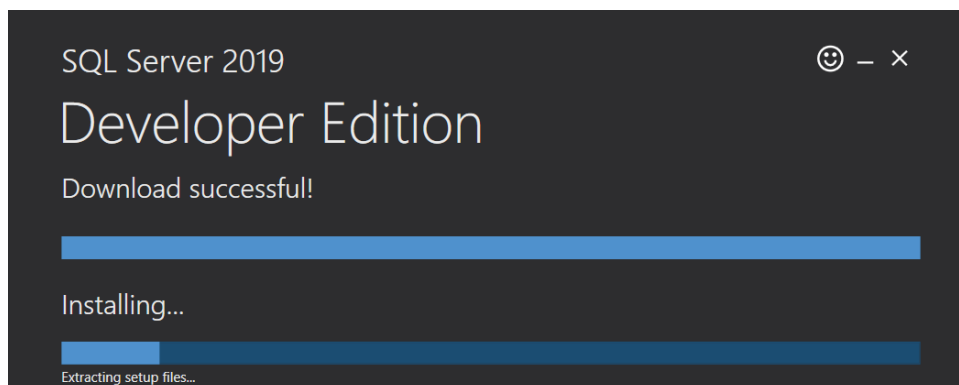 SQL Server 2019
Developer Edition
Download successful!
Installing...
Extracting setup files...